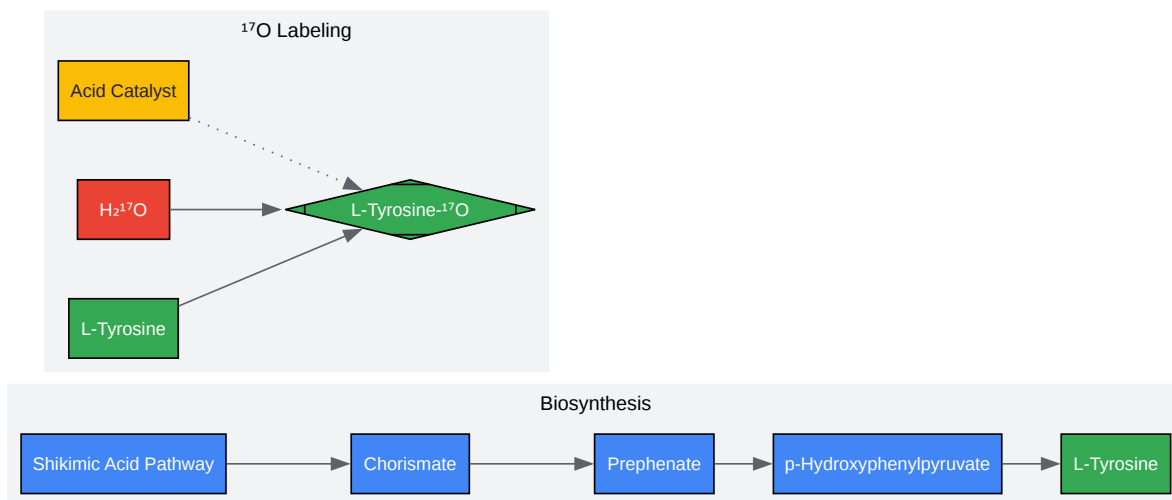 ¹⁷O Labeling
Acid Catalyst
H₂¹⁷O
L-Tyrosine-¹⁷O
L-Tyrosine
Biosynthesis
Shikimic Acid Pathway
Chorismate
Prephenate
p-Hydroxyphenylpyruvate
L-Tyrosine